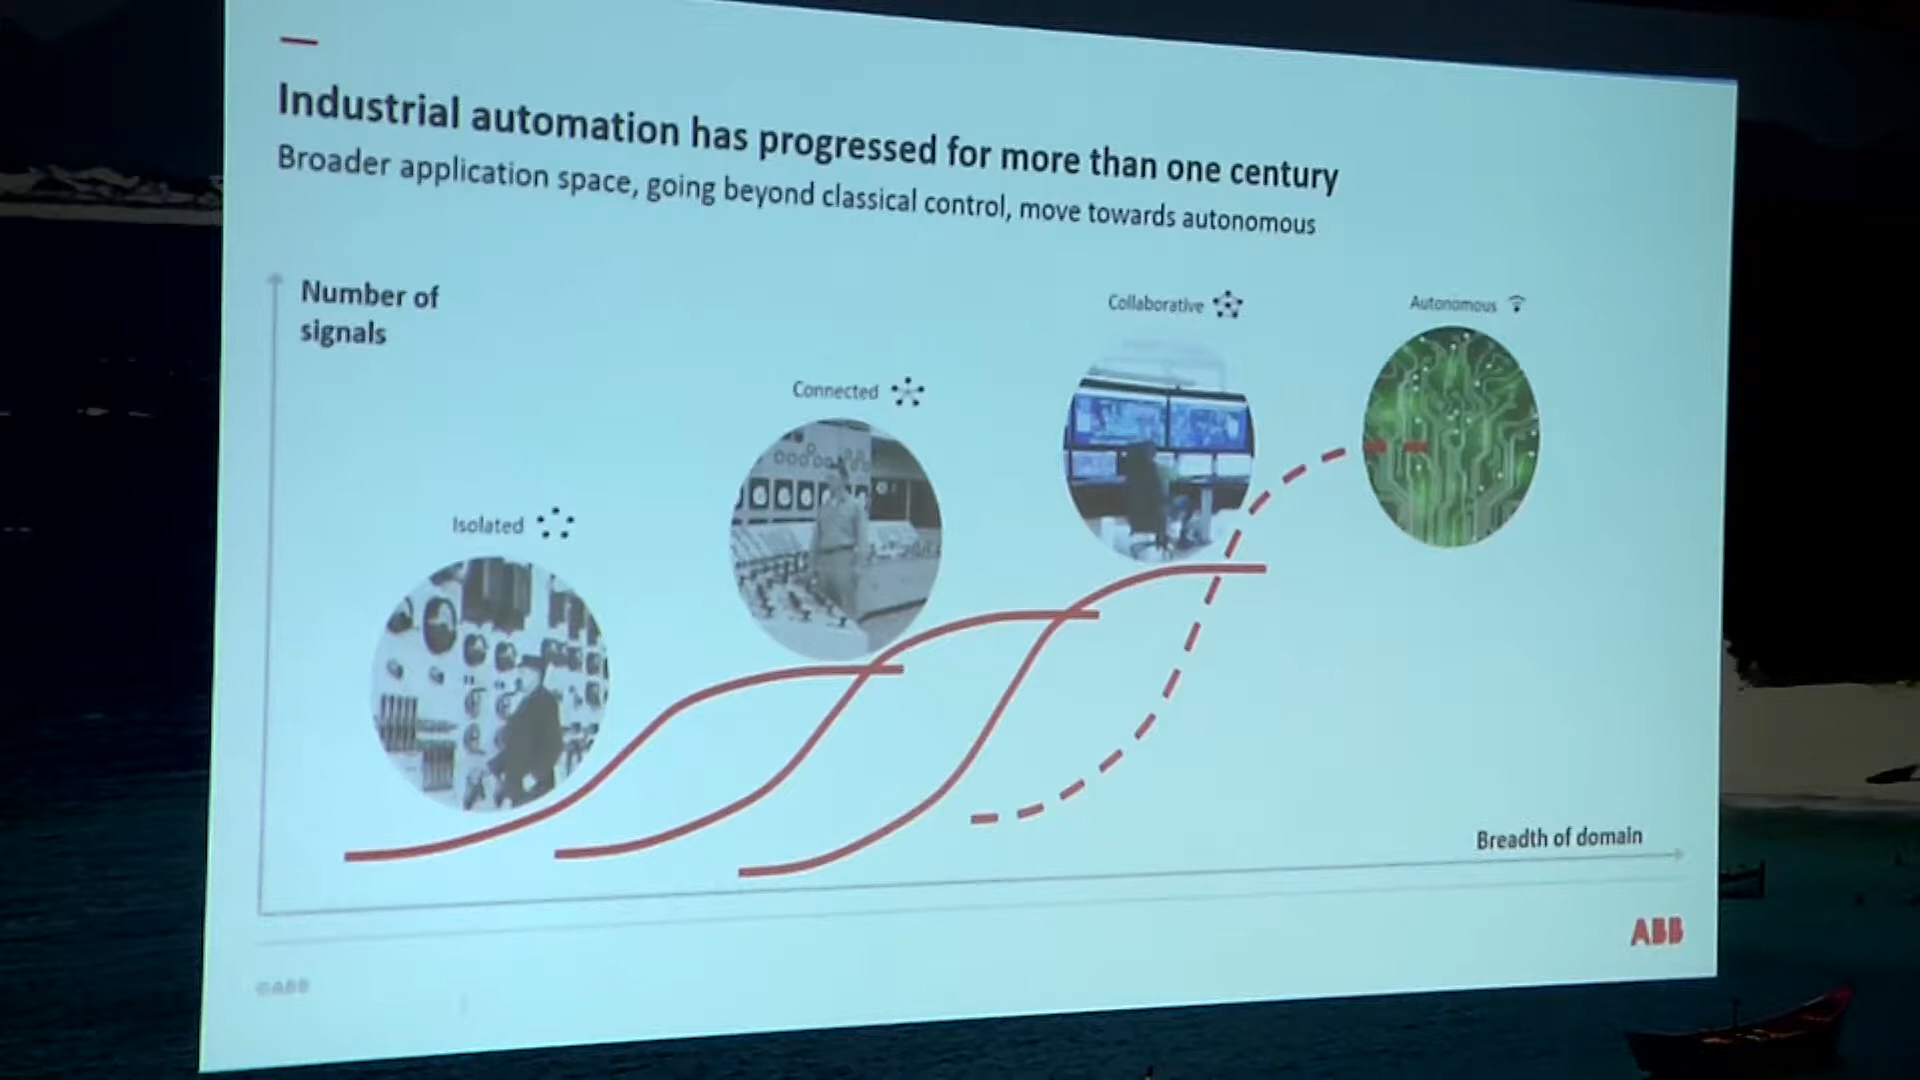 Industrial automation has progressed for more than one century
Broader application space, going beyond classical control, move towards autonomous
Number of
signals
Collaborative
Autonomous
Connected
Isolated
Breadth of domain
ABB
©ABB